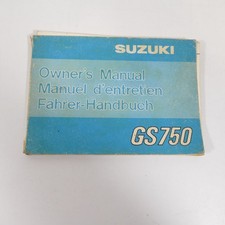 SUZUKI
Owner's Manual
Manuel d'entretien
Fahrer-Handbuch
GS750